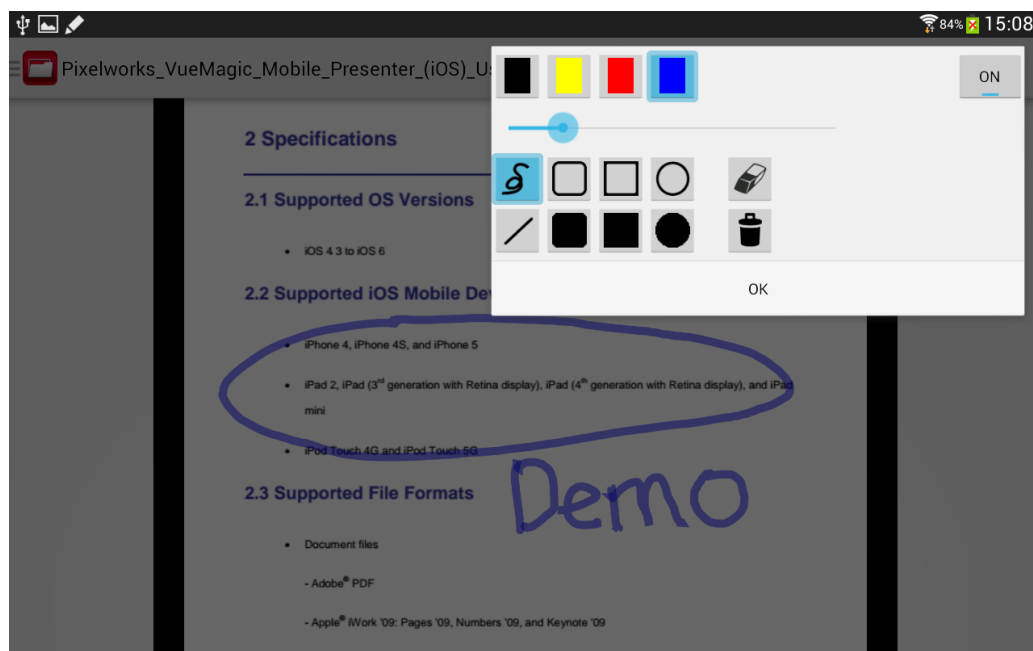 84% 15:08
Pixelworks_VueMagic_Mobile_Presenter_(iOS)_U
ON
OK
2 Specifications
2.1 Supported OS Versions
• iOS 4.3 to iOS 6
2.2 Supported iOS Mobile De
• iPhone 4, iPhone 4S, and iPhone 5
• iPad 2, iPad (3rd generation with Retina display), iPad (4th generation with Retina display), and iPad
mini
• iPod Touch 4G and iPod Touch 5G
Demo
2.3 Supported File Formats
• Document files
- Adobe® PDF
- Apple® iWork '09: Pages '09, Numbers '09, and Keynote '09